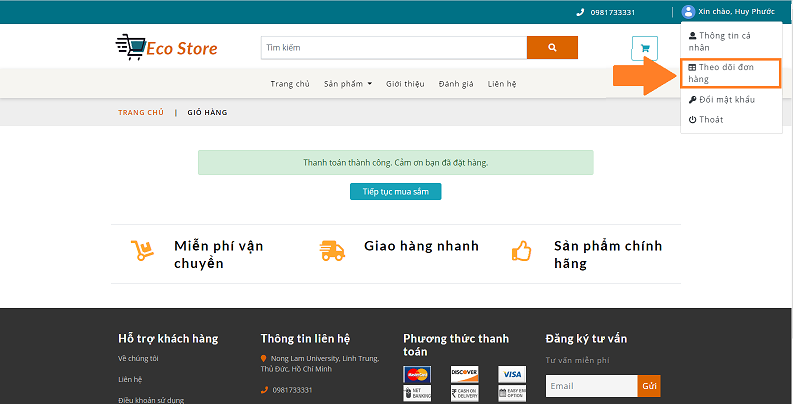 0981733331
Xin chào, Huy Phước
Eco Store
Tìm kiếm
Thông tin cá
nhân
Theo dõi đơn
hàng
Đổi mật khẩu
Thoát
Trang chủ Sản phẩm Giới thiệu Đánh giá Liên hệ
TRANG CHỦ | GIỎ HÀNG
Thanh toán thành công. Cảm ơn bạn đã đặt hàng.
Tiếp tục mua sắm
Miễn phí vận
chuyển
Giao hàng nhanh
Sản phẩm chính
hãng
Hỗ trợ khách hàng
Về chúng tôi
Liên hệ
Điều khoản sử dụng
Thông tin liên hệ
Nong Lam University, Linh Trung,
Thủ Đức, Hồ Chí Minh
0981733331
Phương thức thanh
toán
MasterCard
DISCOVER
VISA
NET
BANKING
CASH ON
DELIVERY
EASY EMI
OPTION
Đăng ký tư vấn
Tư vấn miễn phí
Email
Gửi